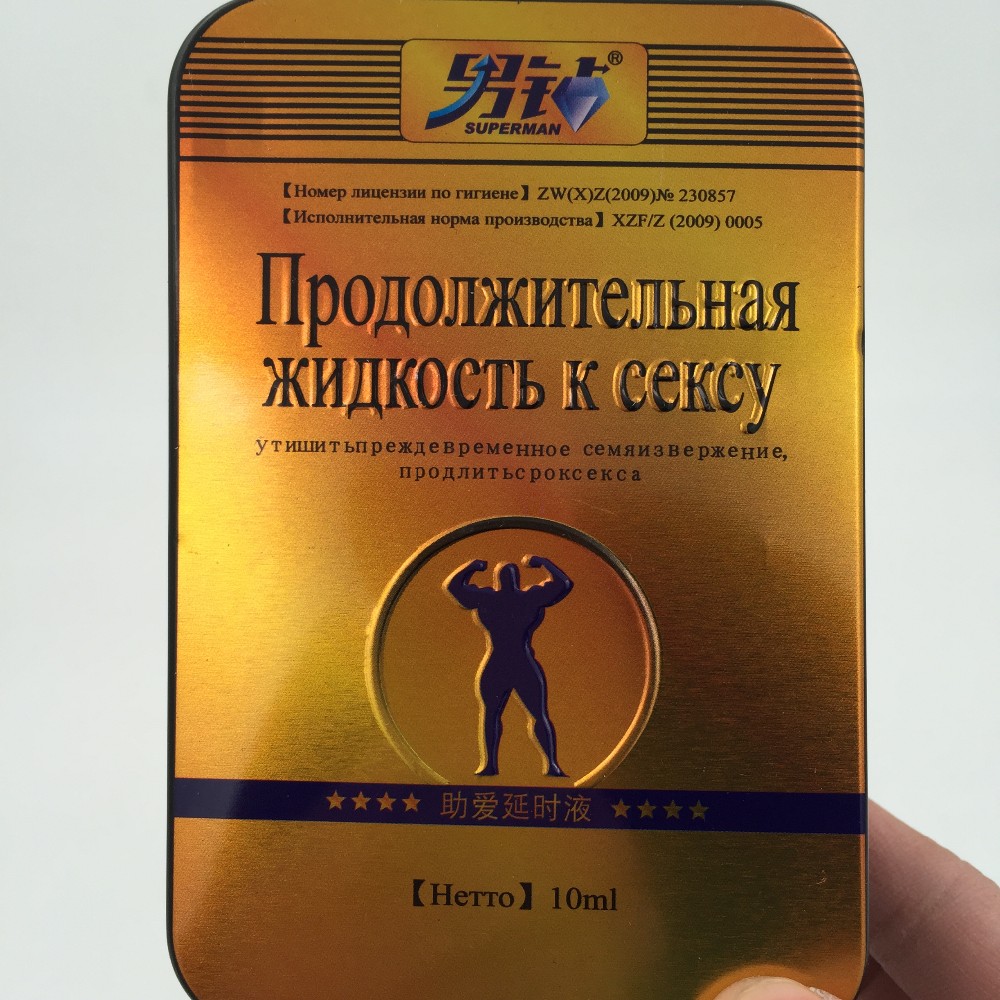 男钻®
SUPERMAN
【Номер лицензии по гигиене】ZW(X)Z(2009)№ 230857
【Исполнительная норма производства】XZF/Z (2009) 0005
Продолжительная
жидкость к сексу
утишитьпреждевременное семяизвержение,
продлитьсроксекса
★★★★ 助爱延时液 ★★★★
【Нетто】10ml